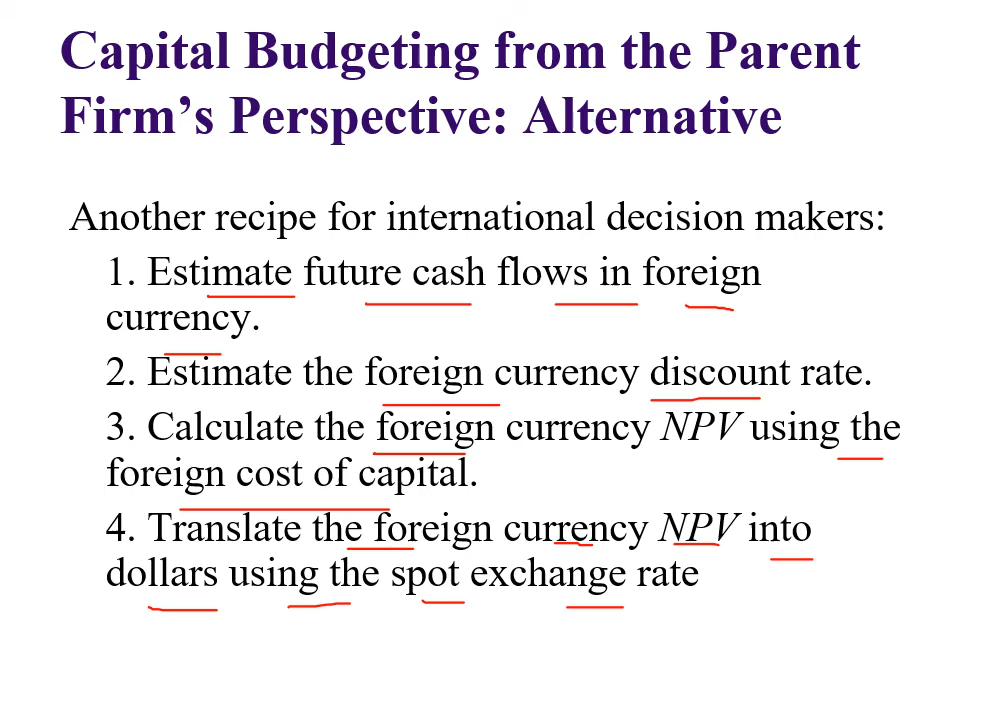 Capital Budgeting from the Parent
Firm’s Perspective: Alternative
Another recipe for international decision makers:
1. Estimate future cash flows in foreign
currency.
2. Estimate the foreign currency discount rate.
3. Calculate the foreign currency NPV using the
foreign cost of capital.
4. Translate the foreign currency NPV into
dollars using the spot exchange rate